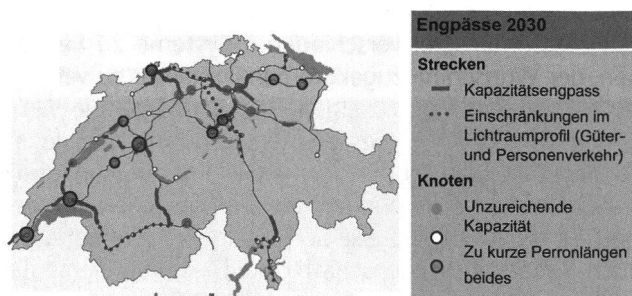 Engpässe 2030
Strecken
Kapazitätsengpass
Einschränkungen im
Lichtraumprofil (Güter-
und Personenverkehr)
Knoten
Unzureichende
Kapazität
Zu kurze Perronlängen
beides